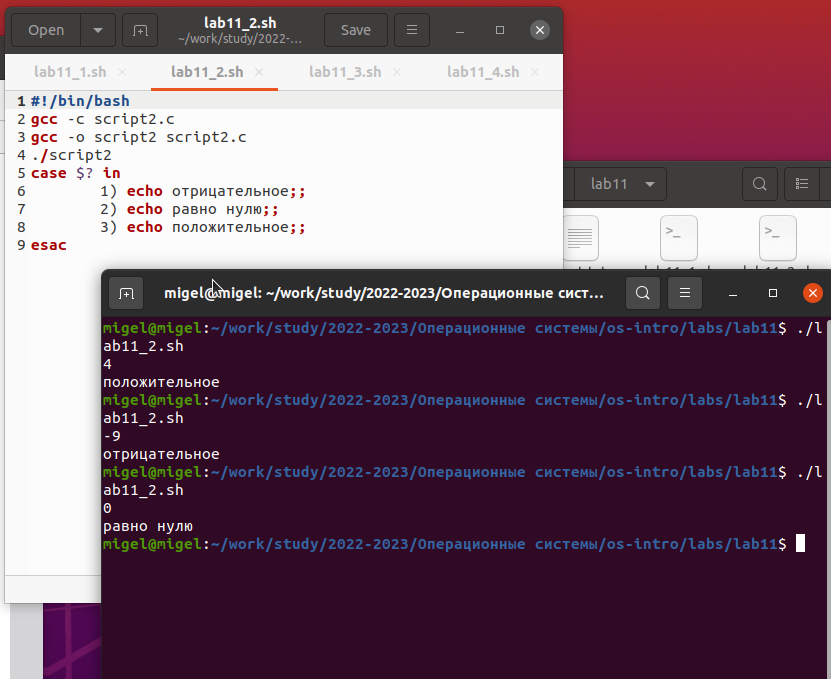 Open
lab11_2.sh
~/work/study/2022-...
Save
lab11_1.sh
lab11_2.sh
lab11_3.sh
lab11_4.sh
1 #!/bin/bash
2 gcc -c script2.c
3 gcc -o script2 script2.c
4 ./script2
5 case $? in
6 1) echo отрицательное;;
7 2) echo равно нулю;;
8 3) echo положительное;;
9 esac
lab11
migel@migel: ~/work/study/2022-2023/Операционные сист...
migel@migel:~/work/study/2022-2023/Операционные системы/os-intro/labs/lab11$ ./l
ab11_2.sh
4
положительное
migel@migel:~/work/study/2022-2023/Операционные системы/os-intro/labs/lab11$ ./l
ab11_2.sh
-9
отрицательное
migel@migel:~/work/study/2022-2023/Операционные системы/os-intro/labs/lab11$ ./l
ab11_2.sh
0
равно нулю
migel@migel:~/work/study/2022-2023/Операционные системы/os-intro/labs/lab11$